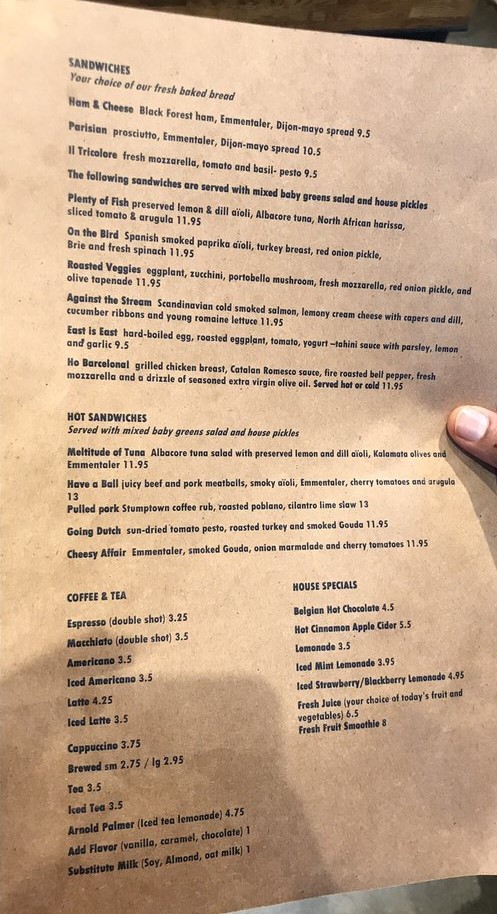 SANDWICHES
Your choice of our fresh baked bread
Ham & Cheese Black Forest ham, Emmentaler, Dijon-mayo spread 9.5
Parisian prosciutto, Emmentaler, Dijon-mayo spread 10.5
Il Tricolore fresh mozzarella, tomato and basil- pesto 9.5
The following sandwiches are served with mixed baby greens salad and house pickles
Plenty of Fish preserved lemon & dill aïoli, Albacore tuna, North African harissa,
sliced tomato & arugula 11.95
On the Bird Spanish smoked paprika aïoli, turkey breast, red onion pickle,
Brie and fresh spinach 11.95
Roasted Veggies eggplant, zucchini, portobello mushroom, fresh mozzarella, red onion pickle, and
olive tapenade 11.95
Against the Stream Scandinavian cold smoked salmon, lemony cream cheese with capers and dill,
cucumber ribbons and young romaine lettuce 11.95
East is East hard-boiled egg, roasted eggplant, tomato, yogurt –tahini sauce with parsley, lemon
and garlic 9.5
Ho Barcelona! grilled chicken breast, Catalan Romesco sauce, fire roasted bell pepper, fresh
mozzarella and a drizzle of seasoned extra virgin olive oil. Served hot or cold 11.95
HOT SANDWICHES
Served with mixed baby greens salad and house pickles
Meltitude of Tuna Albacore tuna salad with preserved lemon and dill aïoli, Kalamata olives and
Emmentaler 11.95
Have a Ball juicy beef and pork meatballs, smoky aïoli, Emmentaler, cherry tomatoes and arugula
13
Pulled pork Stumptown coffee rub, roasted poblano, cilantro lime slaw 13
Going Dutch sun-dried tomato pesto, roasted turkey and smoked Gouda 11.95
Cheesy Affair Emmentaler, smoked Gouda, onion marmalade and cherry tomatoes 11.95
COFFEE & TEA
Espresso (double shot) 3.25
Macchiato (double shot) 3.5
Americano 3.5
Iced Americano 3.5
Latte 4.25
Iced Latte 3.5
Cappuccino 3.75
Brewed sm 2.75 / lg 2.95
Tea 3.5
Iced Tea 3.5
Arnold Palmer (Iced tea lemonade) 4.75
Add Flavor (vanilla, caramel, chocolate) 1
Substitute Milk (Soy, Almond, oat milk) 1
HOUSE SPECIALS
Belgian Hot Chocolate 4.5
Hot Cinnamon Apple Cider 5.5
Lemonade 3.5
Iced Mint Lemonade 3.95
Iced Strawberry/Blackberry Lemonade 4.95
Fresh Juice (your choice of today's fruit and
vegetables) 6.5
Fresh Fruit Smoothie 8